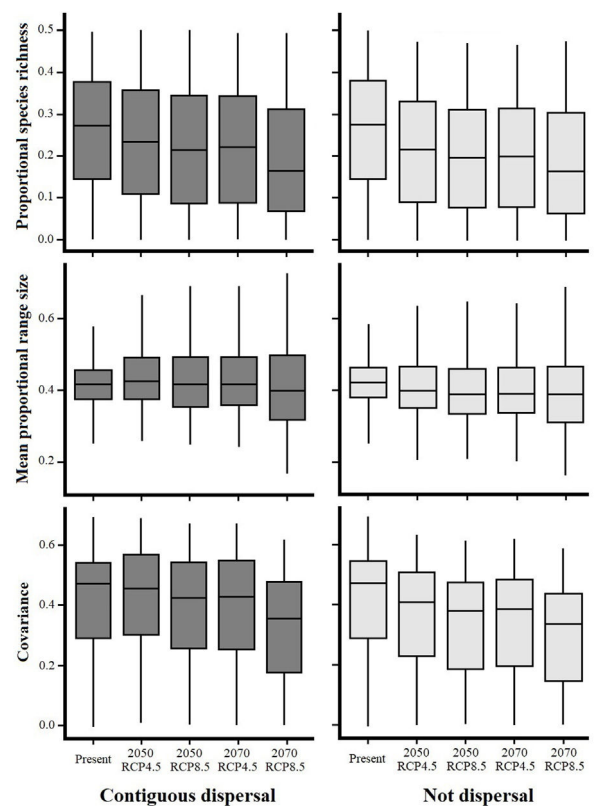 Proportional species richness
0.5
0.4
0.3
0.2
0.1
0.0
Mean proportional range size
0.6
0.4
0.2
Covariance
0.6
0.4
0.2
0.0
Present
2050
RCP4.5
2050
RCP8.5
2070
RCP4.5
2070
RCP8.5
Present
2050
RCP4.5
2050
RCP8.5
2070
RCP4.5
2070
RCP8.5
Contiguous dispersal
Not dispersal